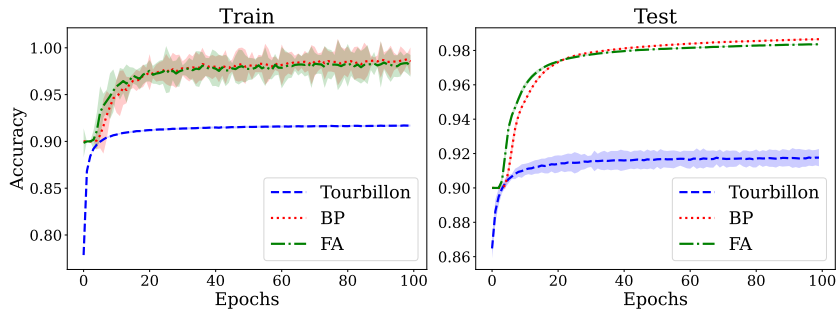 Train
Accuracy
1.00
0.95
0.90
0.85
0.80
Tourbillon
BP
FA
0 20 40 60 80 100
Epochs
Test
0.98
0.96
0.94
0.92
0.90
0.88
0.86
Tourbillon
BP
FA
0 20 40 60 80 100
Epochs